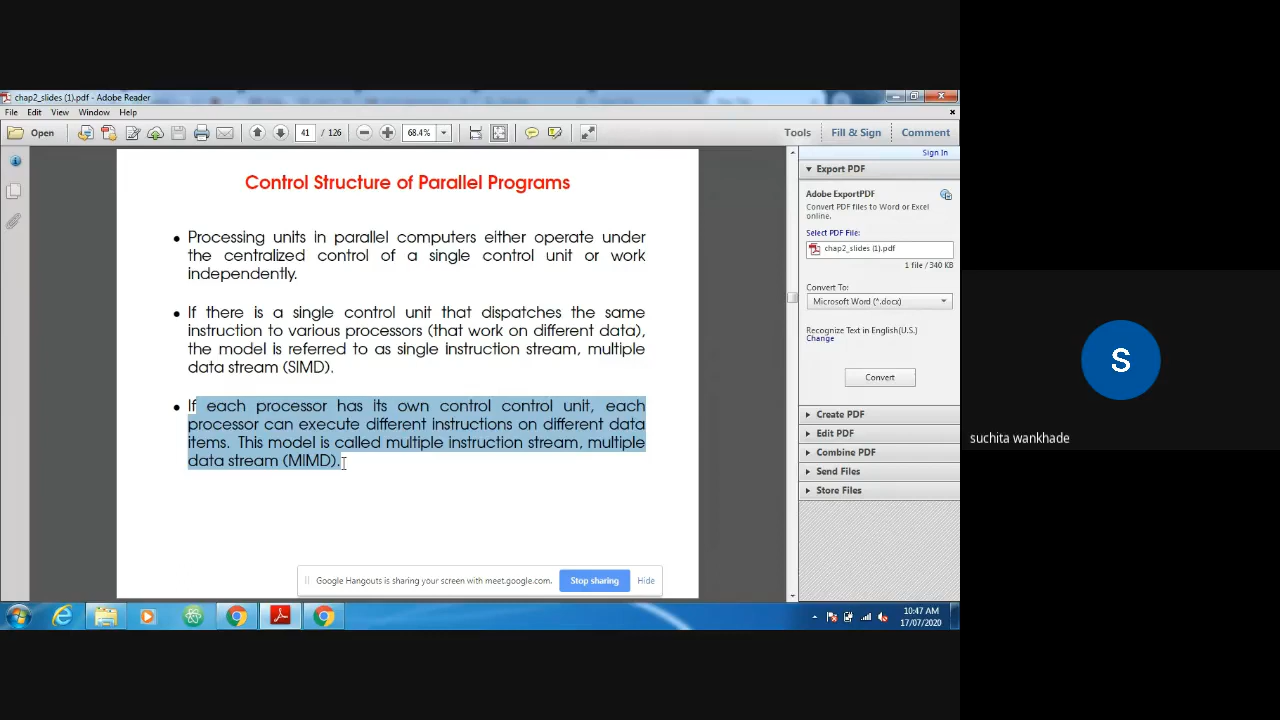 chap2_slides (1).pdf - Adobe Reader
File Edit View Window Help
Open 41 / 126 68.4% Tools Fill & Sign Comment
Sign In
Control Structure of Parallel Programs
• Processing units in parallel computers either operate under
the centralized control of a single control unit or work
independently.
• If there is a single control unit that dispatches the same
instruction to various processors (that work on different data),
the model is referred to as single instruction stream, multiple
data stream (SIMD).
• If each processor has its own control control unit, each
processor can execute different instructions on different data
items. This model is called multiple instruction stream, multiple
data stream (MIMD).
Export PDF
Adobe ExportPDF
Convert PDF files to Word or Excel
online.
Select PDF File:
chap2_slides (1).pdf
1 file / 340 KB
Convert To:
Microsoft Word (*.docx)
Recognize Text in English(U.S.)
Change
Convert
Create PDF
Edit PDF
Combine PDF
Send Files
Store Files
Google Hangouts is sharing your screen with meet.google.com. Stop sharing Hide
10:47 AM
17/07/2020
S
suchita wankhade